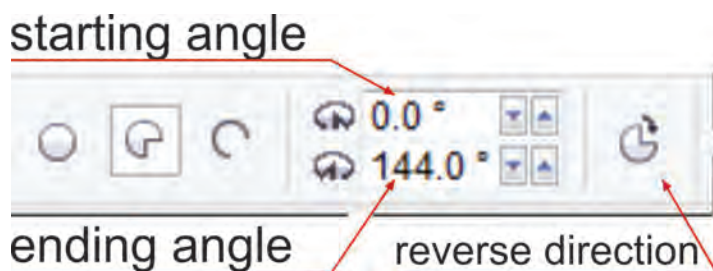 starting angle
0.0 °
144.0 °
ending angle
reverse direction